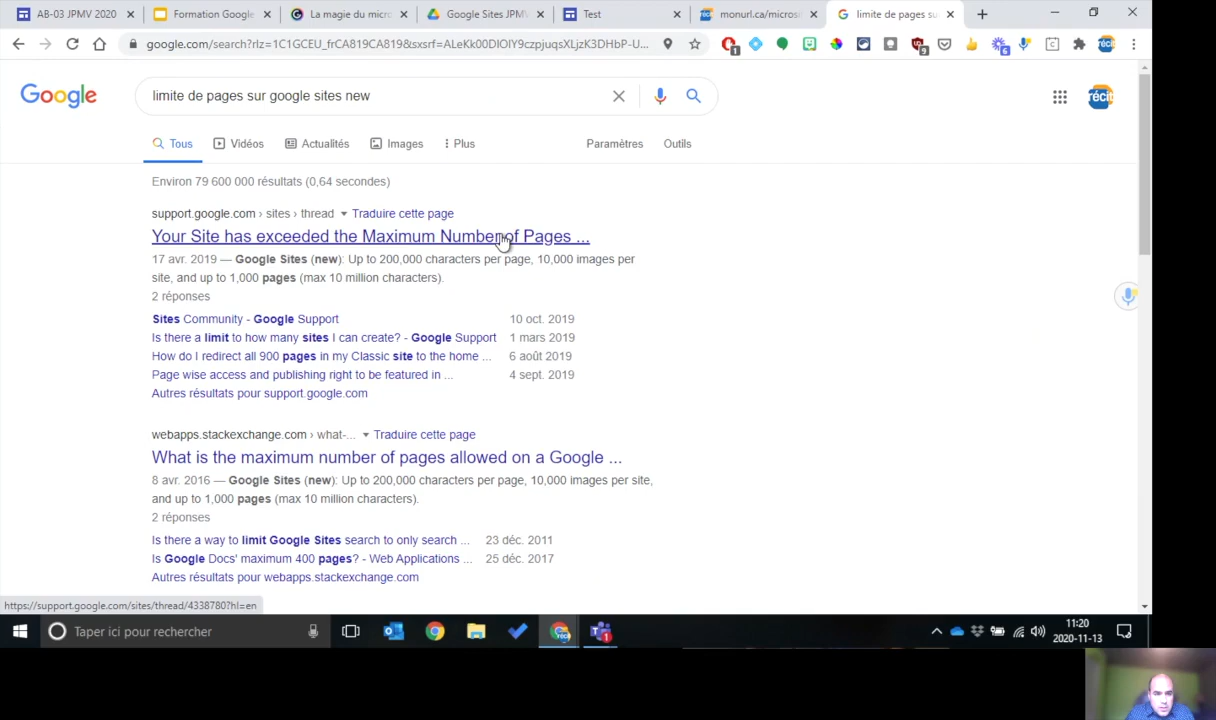 AB-03 JPMV 2020
Formation Google
La magie du micro
Google Sites JPMV
Test
monurl.ca/microsi
limite de pages su
google.com/search?rlz=1C1GCEU_frCA819CA819&sxsrf=ALeKk00DIOIY9czpjuqsXLjzK3DHbP-U...
Google
limite de pages sur google sites new
récit
Tous
Vidéos
Actualités
Images
Plus
Paramètres
Outils
Environ 79 600 000 résultats (0,64 secondes)
support.google.com › sites › thread ▾ Traduire cette page
Your Site has exceeded the Maximum Number of Pages ...
17 avr. 2019 — Google Sites (new): Up to 200,000 characters per page, 10,000 images per
site, and up to 1,000 pages (max 10 million characters).
2 réponses
Sites Community - Google Support 10 oct. 2019
Is there a limit to how many sites I can create? - Google Support 1 mars 2019
How do I redirect all 900 pages in my Classic site to the home ... 6 août 2019
Page wise access and publishing right to be featured in ... 4 sept. 2019
Autres résultats pour support.google.com
webapps.stackexchange.com › what-... ▾ Traduire cette page
What is the maximum number of pages allowed on a Google ...
8 avr. 2016 — Google Sites (new): Up to 200,000 characters per page, 10,000 images per site,
and up to 1,000 pages (max 10 million characters).
2 réponses
Is there a way to limit Google Sites search to only search ... 23 déc. 2011
Is Google Docs' maximum 400 pages? - Web Applications ... 25 déc. 2017
Autres résultats pour webapps.stackexchange.com
https://support.google.com/sites/thread/4338780?hl=en
Taper ici pour rechercher
11:20
2020-11-13